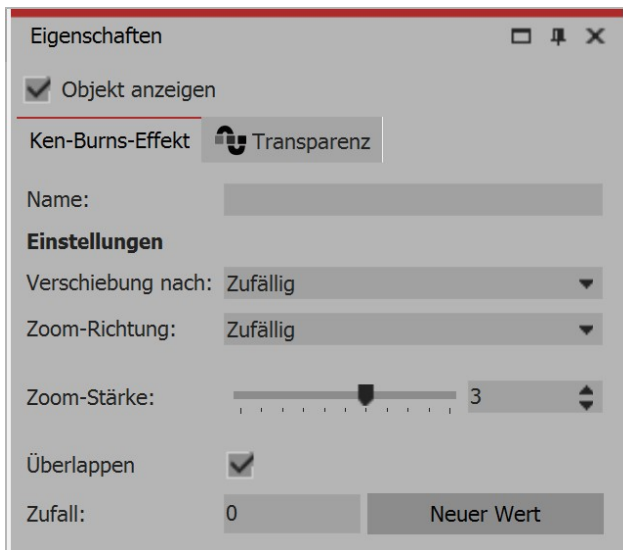 Eigenschaften
Objekt anzeigen
Ken-Burns-Effekt Transparenz
Name:
Einstellungen
Verschiebung nach: Zufällig
Zoom-Richtung: Zufällig
Zoom-Stärke: 3
Überlappen
Zufall: 0 Neuer Wert